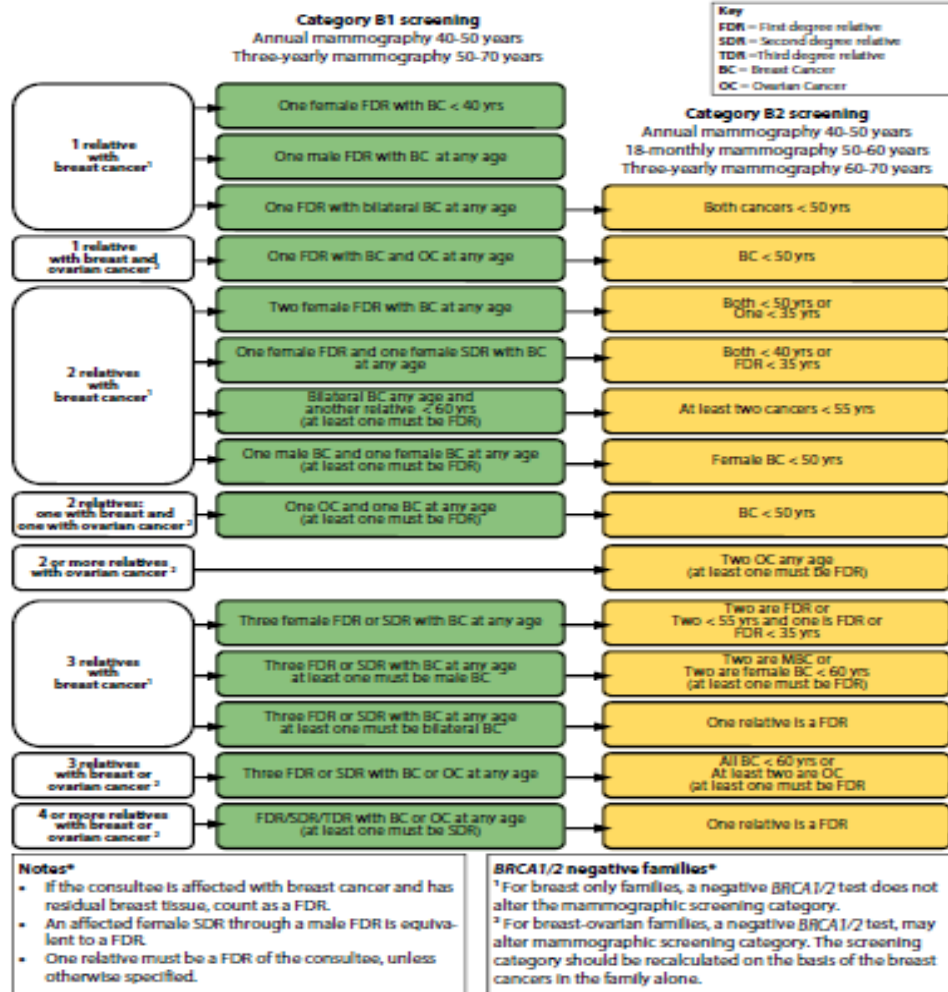 Category B1 screening
Annual mammography 40-50 years
Three-yearly mammography 50-70 years
Key
FDR – First degree relative
SDR – Second degree relative
TDR – Third degree relative
BC – Breast Cancer
OC – Ovarian Cancer
Category B2 screening
Annual mammography 40-50 years
18-monthly mammography 50-60 years
Three-yearly mammography 60-70 years
1 relative
with
breast cancer¹
One female FDR with BC < 40 yrs
One male FDR with BC at any age
One FDR with bilateral BC at any age
Both cancers < 50 yrs
1 relative
with breast and
ovarian cancer ²
One FDR with BC and OC at any age
BC < 50 yrs
2 relatives
with
breast cancer¹
Two female FDR with BC at any age
Both < 50 yrs or
One < 35 yrs
One female FDR and one female SDR with BC
at any age
Both < 40 yrs or
FDR < 35 yrs
Bilateral BC any age and
another relative < 60 yrs
(at least one must be FDR)
At least two cancers < 55 yrs
One male BC and one female BC at any age
(at least one must be FDR)
Female BC < 50 yrs
2 relatives:
one with breast and
one with ovarian cancer ²
One OC and one BC at any age
(at least one must be FDR)
BC < 50 yrs
2 or more relatives
with ovarian cancer ²
Two OC any age
(at least one must be FDR)
3 relatives
with
breast cancer¹
Three female FDR or SDR with BC at any age
Two are FDR or
Two < 55 yrs and one is FDR or
FDR < 35 yrs
Three FDR or SDR with BC at any age
at least one must be male BC
Two are MBC or
Two are female BC < 60 yrs
(at least one must be FDR)
Three FDR or SDR with BC at any age
at least one must be bilateral BC
One relative is a FDR
3 relatives
with breast or
ovarian cancer ²
Three FDR or SDR with BC or OC at any age
All BC < 60 yrs or
At least two are OC
(at least one must be FDR
4 or more relatives
with breast or
ovarian cancer ²
FDR/SDR/TDR with BC or OC at any age
(at least one must be SDR)
One relative is a FDR
Notes*
• If the consultee is affected with breast cancer and has
residual breast tissue, count as a FDR.
• An affected female SDR through a male FDR is equiva-
lent to a FDR.
• One relative must be a FDR of the consultee, unless
otherwise specified.
BRCA1/2 negative families*
¹ For breast only families, a negative BRCA1/2 test does not
alter the mammographic screening category.
² For breast-ovarian families, a negative BRCA1/2 test, may
alter mammographic screening category. The screening
category should be recalculated on the basis of the breast
cancers in the family alone.